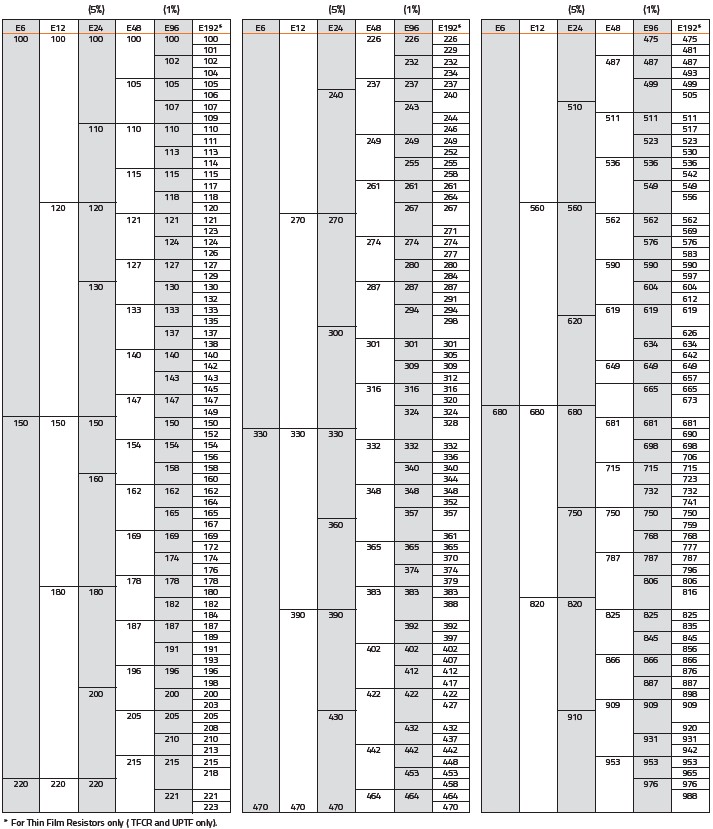 (5%) (1%)
E6 E12 E24 E48 E96 E192*
100 100 100 100 100 100
101
102 102
104
105 105 105
106
107 107
109
110 110 110 110
111
113 113
114
115 115 115
117
118 118
120 120 120
121 121 121
123
124 124
126
127 127 127
129
130 130 130
132
133 133 133
135
137 137
138
140 140 140
142
143 143
145
147 147 147
149
150 150 150 150 150
152
154 154 154
156
158 158
160 160
162 162 162
164
165 165
167
169 169 169
172
174 174
176
178 178 178
180 180 180
182 182
184
187 187 187
189
191 191
193
196 196 196
198
200 200 200
203
205 205 205
208
210 210
213
215 215 215
218
220 220 220
221 221
223
(5%) (1%)
E6 E12 E24 E48 E96 E192*
226 226 226
229
232 232
234
237 237 237
240 240
243
244
246
249 249 249
252
255 255
258
261 261 261
264
267 267
270 270
271
274 274 274
277
280 280
284
287 287 287
291
294 294
298
300
301 301 301
305
309 309
312
316 316 316
320
324 324
328
330 330 330
332 332 332
336
340 340
344
348 348 348
352
357 357
360
361
365 365 365
370
374 374
379
383 383 383
388
390 390
392 392
397
402 402 402
407
412 412
417
422 422 422
427
430
432 432
437
442 442 442
448
453 453
458
464 464 464
470 470 470 470
(5%) (1%)
E6 E12 E24 E48 E96 E192*
475 475
481
487 487 487
493
499 499
505
510
511 511 511
517
523 523
530
536 536 536
542
549 549
556
560 560
562 562 562
569
576 576
583
590 590 590
597
604 604
612
619 619 619
620
626
634 634
642
649 649 649
657
665 665
673
680 680 680
681 681 681
690
698 698
706
715 715 715
723
732 732
741
750 750 750 750
759
768 768
777
787 787 787
796
806 806
816
820 820
825 825 825
835
845 845
856
866 866 866
876
887 887
898
909 909 909
910
920
931 931
942
953 953 953
965
976 976
988
* For Thin Film Resistors only ( TFCR and UPTF only).